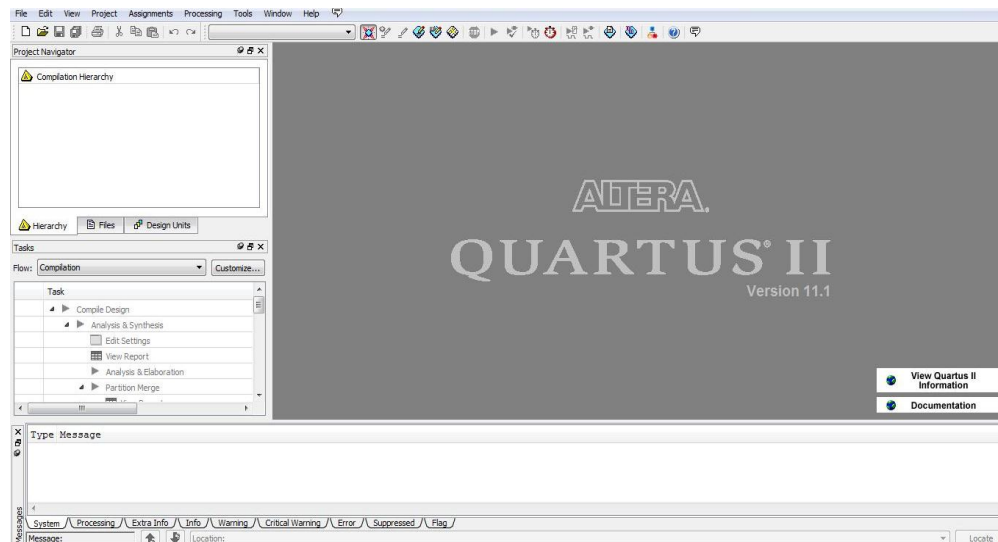 File Edit View Project Assignments Processing Tools Window Help
Project Navigator
Compilation Hierarchy
Hierarchy Files Design Units
Tasks
Flow: Compilation Customize...
Task
Compile Design
Analysis & Synthesis
Edit Settings
View Report
Analysis & Elaboration
Partition Merge
ALTERA.
QUARTUS® II
Version 11.1
View Quartus II
Information
Documentation
Type Message
Messages
System Processing Extra Info Info Warning Critical Warning Error Suppressed Flag
Message: Location: Locate